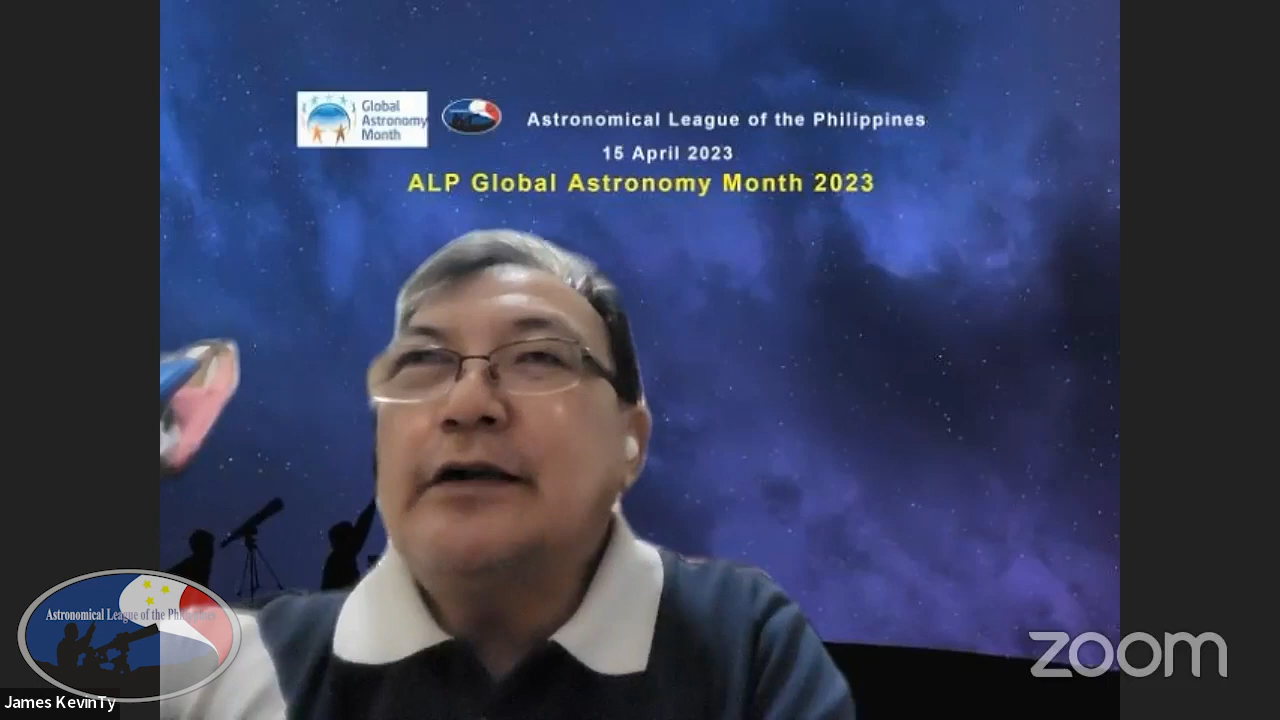 Global
Astronomy
Month
Astronomical League of the Philippines
15 April 2023
ALP Global Astronomy Month 2023
Astronomical League of the Philippines
James KevinTy
zoom